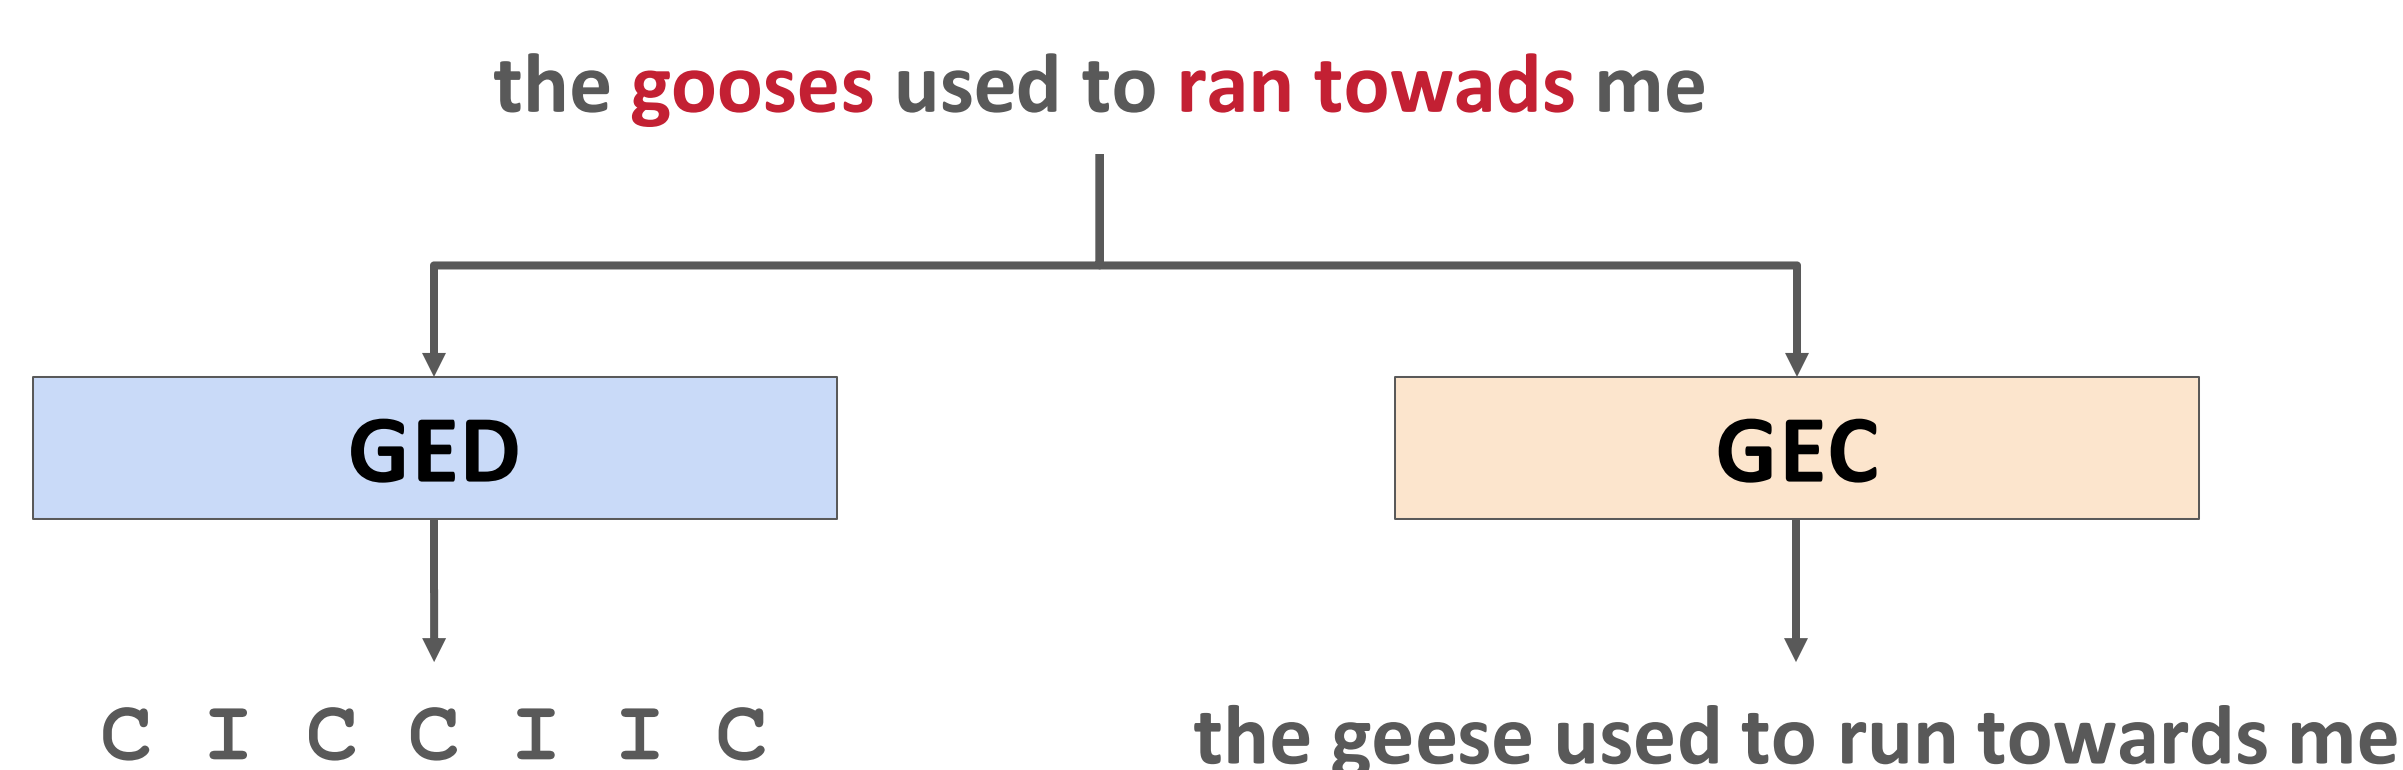 the gooses used to ran towads me
GED
GEC
C I C C I I C
the geese used to run towards me